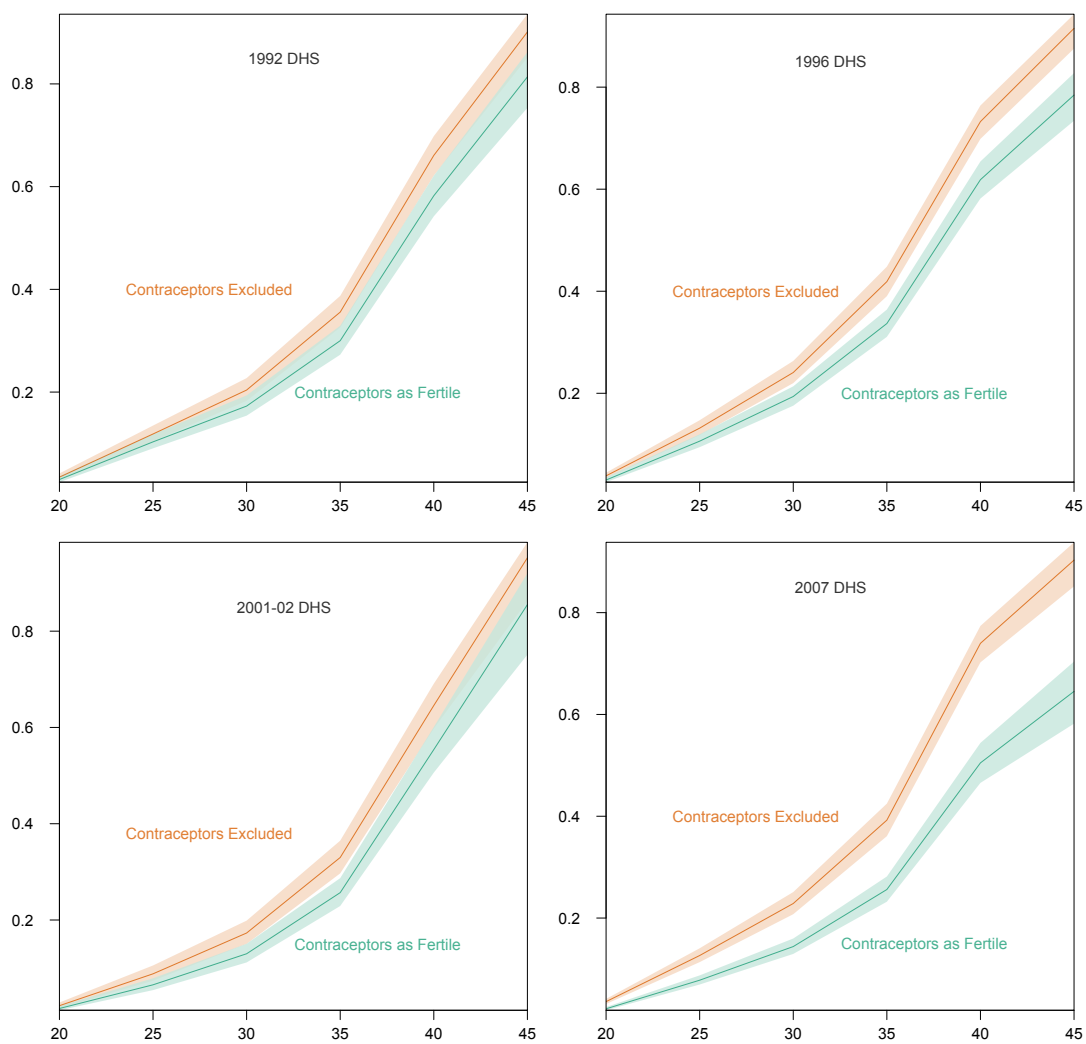 1992 DHS
0.8
0.6
0.4
0.2
Contraceptors Excluded
Contraceptors as Fertile
20 25 30 35 40 45
1996 DHS
0.8
0.6
0.4
0.2
Contraceptors Excluded
Contraceptors as Fertile
20 25 30 35 40 45
2001-02 DHS
0.8
0.6
0.4
0.2
Contraceptors Excluded
Contraceptors as Fertile
20 25 30 35 40 45
2007 DHS
0.8
0.6
0.4
0.2
Contraceptors Excluded
Contraceptors as Fertile
20 25 30 35 40 45